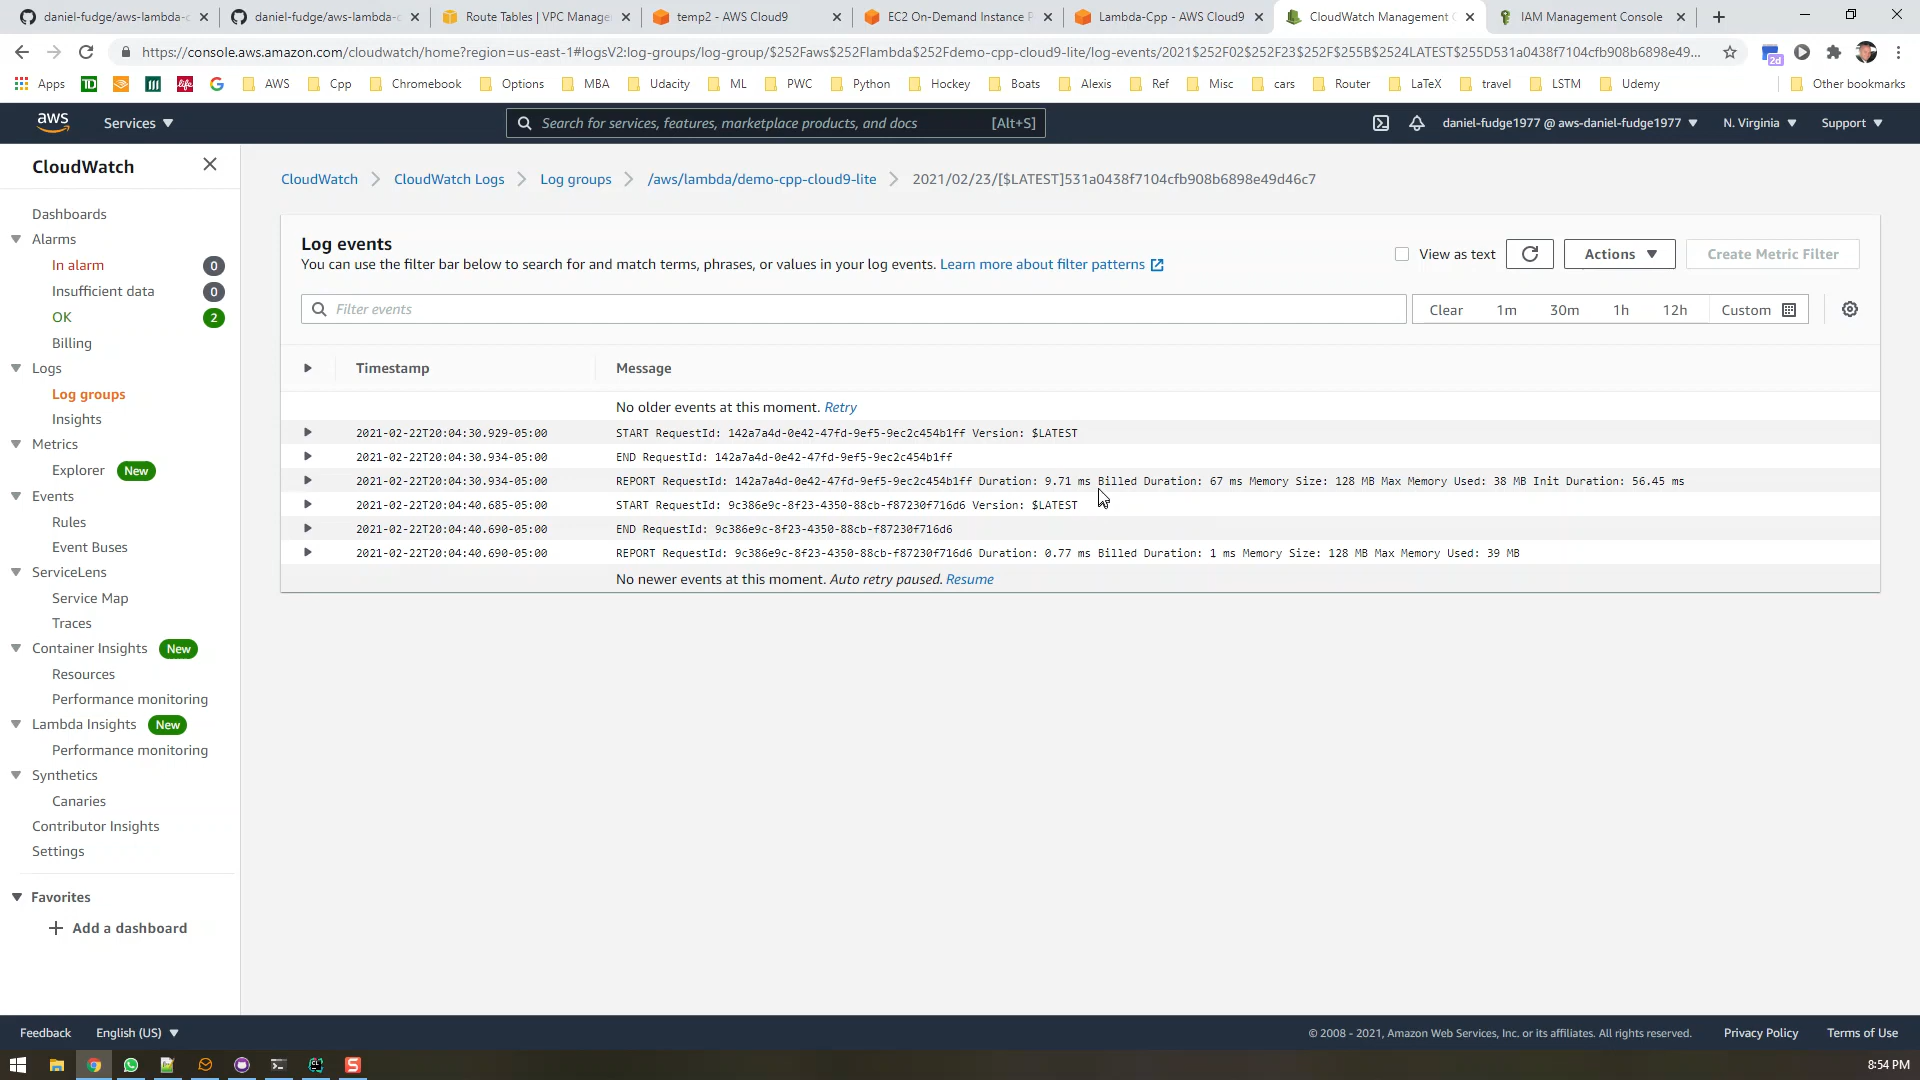 daniel-fudge/aws-lambda-c
daniel-fudge/aws-lambda-c
Route Tables | VPC Manage
temp2 - AWS Cloud9
EC2 On-Demand Instance P
Lambda-Cpp - AWS Cloud9
CloudWatch Management C
IAM Management Console
https://console.aws.amazon.com/cloudwatch/home?region=us-east-1#logsV2:log-groups/log-group/$252Faws$252Flambda$252Fdemo-cpp-cloud9-lite/log-events/2021$252F02$252F23$252F$255B$2524LATEST$255D531a0438f7104cfb908b6898e49...
2d
Apps
TD
life
G
AWS
Cpp
Chromebook
Options
MBA
Udacity
ML
PWC
Python
Hockey
Boats
Alexis
Ref
Misc
cars
Router
LaTeX
travel
LSTM
Udemy
Other bookmarks
aws
Services
Search for services, features, marketplace products, and docs
[Alt+S]
daniel-fudge1977 @ aws-daniel-fudge1977
N. Virginia
Support
CloudWatch
Dashboards
Alarms
In alarm 0
Insufficient data 0
OK 2
Billing
Logs
Log groups
Insights
Metrics
Explorer New
Events
Rules
Event Buses
ServiceLens
Service Map
Traces
Container Insights New
Resources
Performance monitoring
Lambda Insights New
Performance monitoring
Synthetics
Canaries
Contributor Insights
Settings
Favorites
Add a dashboard
CloudWatch
CloudWatch Logs
Log groups
/aws/lambda/demo-cpp-cloud9-lite
2021/02/23/[$LATEST]531a0438f7104cfb908b6898e49d46c7
Log events
You can use the filter bar below to search for and match terms, phrases, or values in your log events. Learn more about filter patterns
View as text
Actions
Create Metric Filter
Filter events
Clear
1m
30m
1h
12h
Custom
Timestamp Message
No older events at this moment. Retry
2021-02-22T20:04:30.929-05:00 START RequestId: 142a7a4d-0e42-47fd-9ef5-9ec2c454b1ff Version: $LATEST
2021-02-22T20:04:30.934-05:00 END RequestId: 142a7a4d-0e42-47fd-9ef5-9ec2c454b1ff
2021-02-22T20:04:30.934-05:00 REPORT RequestId: 142a7a4d-0e42-47fd-9ef5-9ec2c454b1ff Duration: 9.71 ms Billed Duration: 67 ms Memory Size: 128 MB Max Memory Used: 38 MB Init Duration: 56.45 ms
2021-02-22T20:04:40.685-05:00 START RequestId: 9c386e9c-8f23-4350-88cb-f87230f716d6 Version: $LATEST
2021-02-22T20:04:40.690-05:00 END RequestId: 9c386e9c-8f23-4350-88cb-f87230f716d6
2021-02-22T20:04:40.690-05:00 REPORT RequestId: 9c386e9c-8f23-4350-88cb-f87230f716d6 Duration: 0.77 ms Billed Duration: 1 ms Memory Size: 128 MB Max Memory Used: 39 MB
No newer events at this moment. Auto retry paused. Resume
Feedback
English (US)
© 2008 - 2021, Amazon Web Services, Inc. or its affiliates. All rights reserved.
Privacy Policy
Terms of Use
8:54 PM